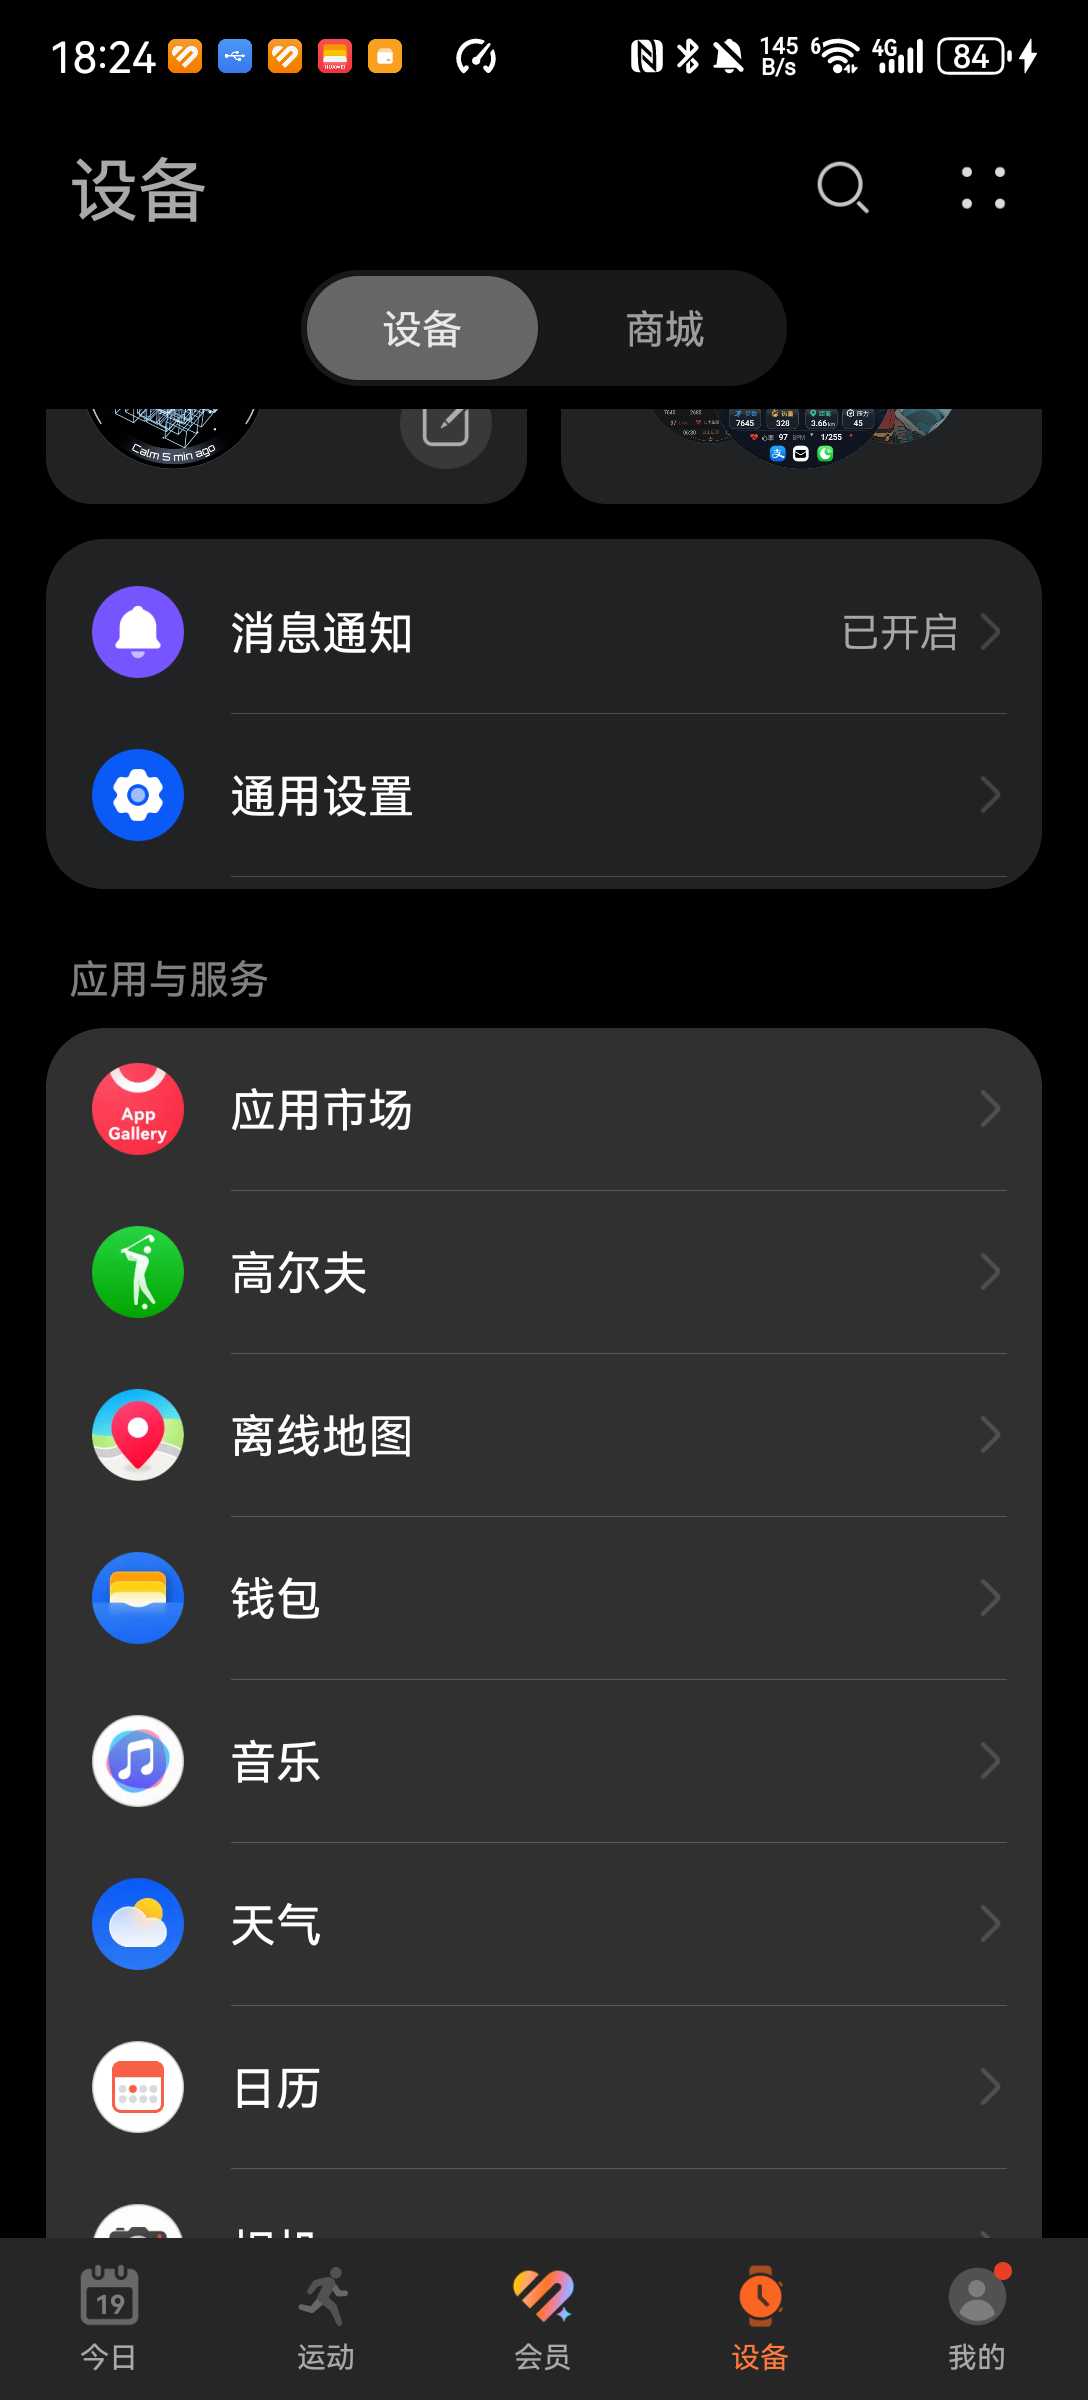 18:24
145 B/s
6
4G
84
设备
设备
商城
Calm 5 min ago
7645 328 3.66km 45
97 BPM 1/255
消息通知
已开启
通用设置
应用与服务
App
Gallery
应用市场
高尔夫
离线地图
钱包
音乐
天气
日历
19
今日
运动
会员
设备
我的